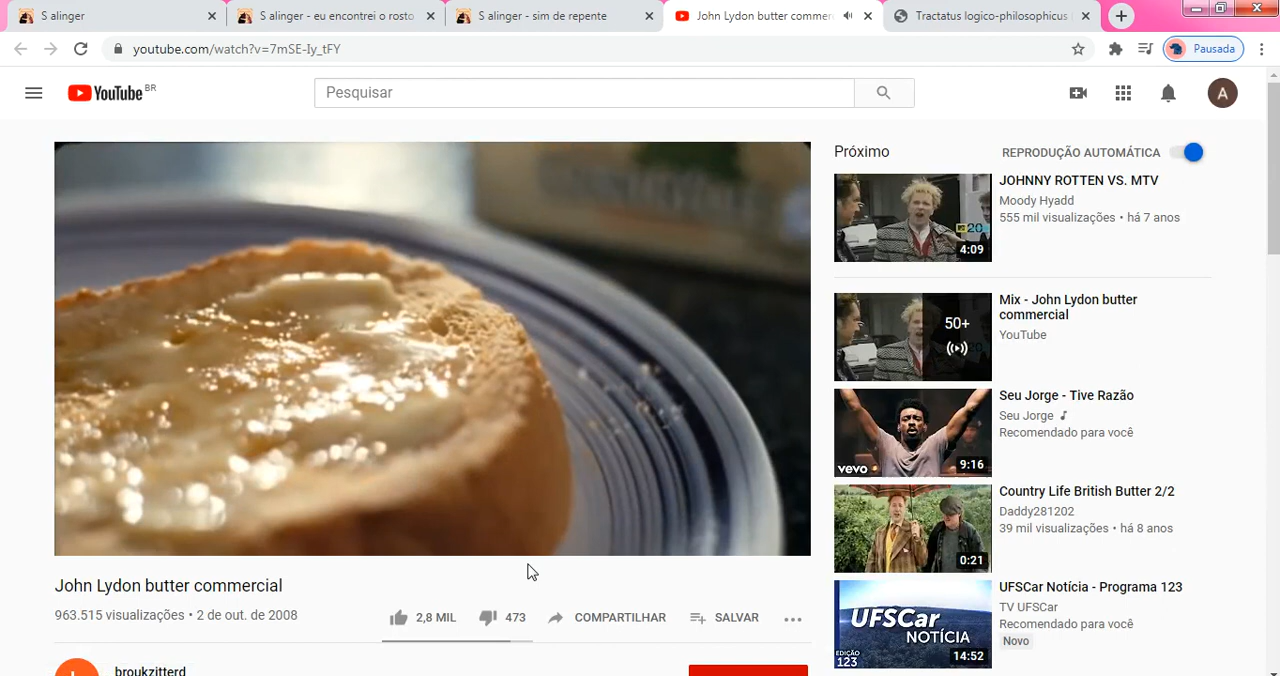 S alinger
S alinger - eu encontrei o rosto
S alinger - sim de repente
John Lydon butter commer
Tractatus logico-philosophicus
youtube.com/watch?v=7mSE-Iy_tFY
Pausada
YouTube BR
Pesquisar
A
Próximo
REPRODUÇÃO AUTOMÁTICA
JOHNNY ROTTEN VS. MTV
Moody Hyadd
555 mil visualizações • há 7 anos
20
4:09
Mix - John Lydon butter
commercial
YouTube
50+
Seu Jorge - Tive Razão
Seu Jorge
Recomendado para você
vevo
9:16
Country Life British Butter 2/2
Daddy281202
39 mil visualizações • há 8 anos
0:21
UFSCar Notícia - Programa 123
TV UFSCar
Recomendado para você
Novo
UFSCar
NOTÍCIA
EDIÇÃO
123
14:52
John Lydon butter commercial
963.515 visualizações • 2 de out. de 2008
2,8 MIL
473
COMPARTILHAR
SALVAR
broukzitterd